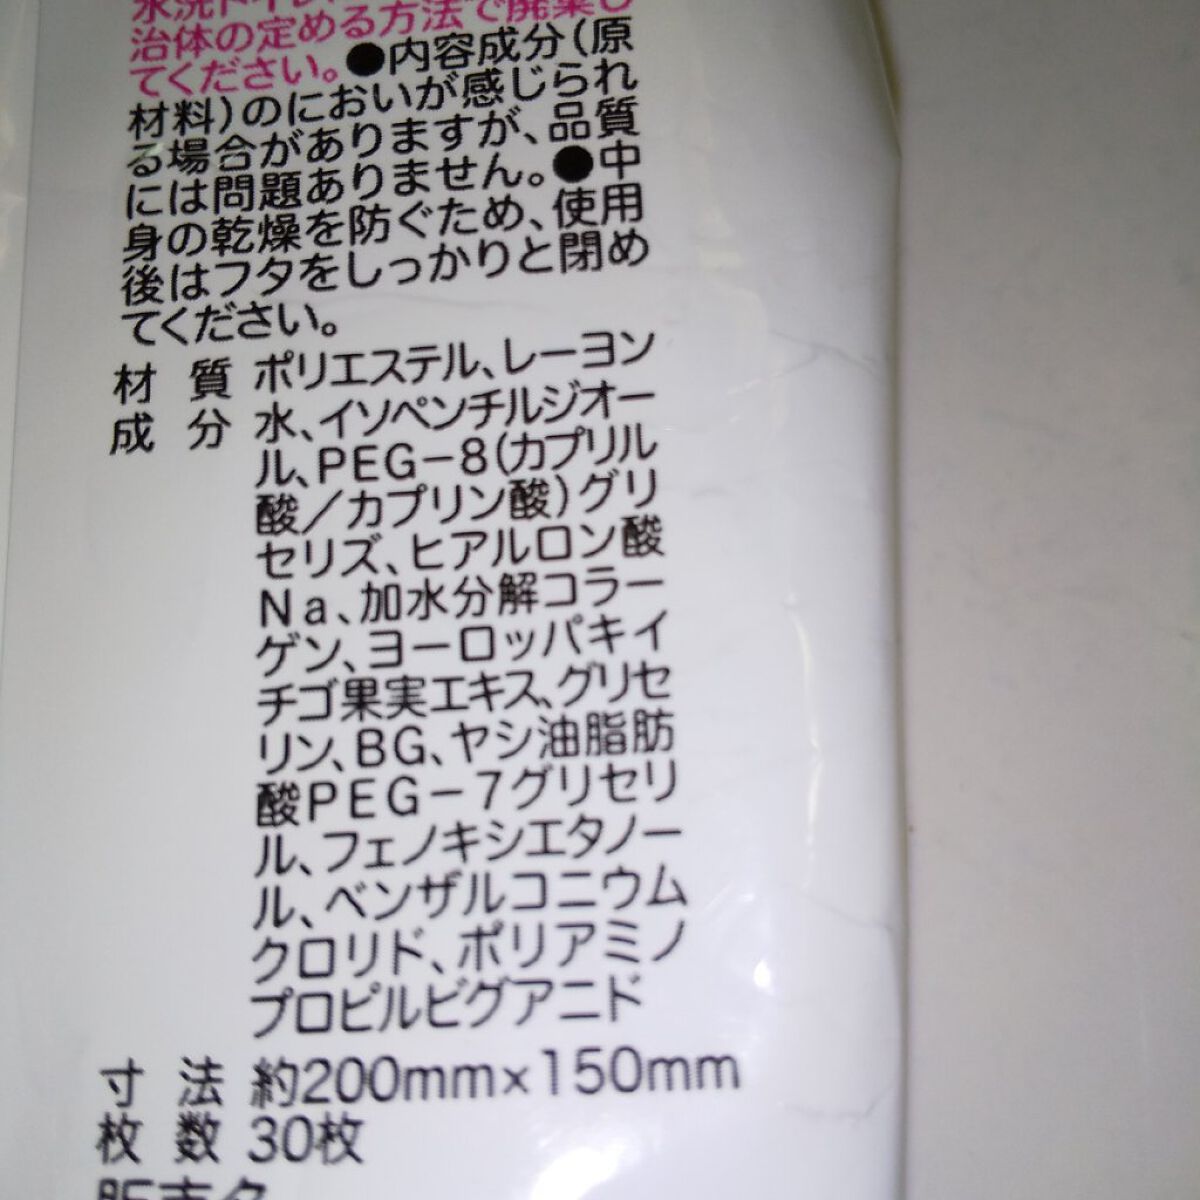 治体の定める方法で廃棄し
てください。●内容成分(原
材料)のにおいが感じられ
る場合がありますが、品質
には問題ありません。●中
身の乾燥を防ぐため、使用
後はフタをしっかりと閉め
てください。
材 質 ポリエステル、レーヨン
成 分 水、イソペンチルジオー
ル、PEG-8(カプリル
酸/カプリン酸)グリ
セリズ、ヒアルロン酸
Na、加水分解コラー
ゲン、ヨーロッパキイ
チゴ果実エキス、グリセ
リン、BG、ヤシ油脂肪
酸PEG-7グリセリ
ル、フェノキシエタノー
ル、ベンザルコニウム
クロリド、ポリアミノ
プロピルビグアニド
寸 法 約200mm×150mm
枚 数 30枚